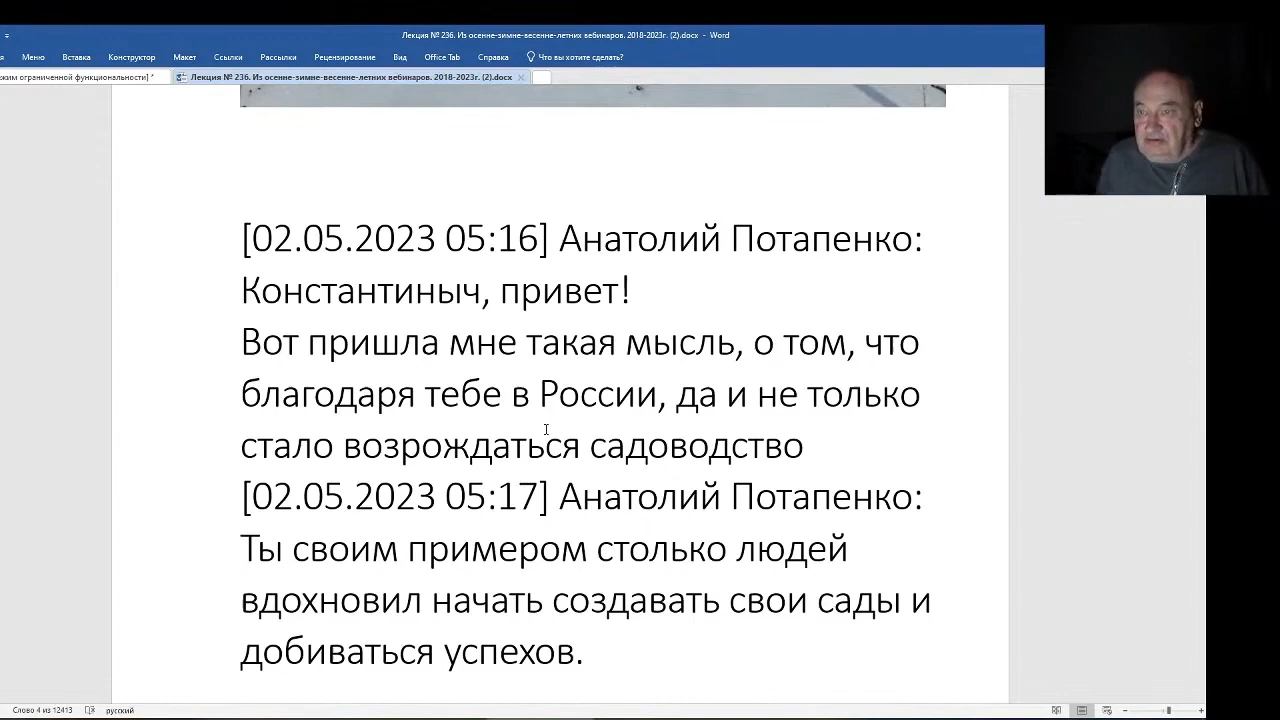 Лекция № 236. Из осенне-зимне-весенне-летних вебинаров. 2018-2023г. (2).docx - Word
Меню Вставка Конструктор Макет Ссылки Рассылки Рецензирование Вид Office Tab Справка Что вы хотите сделать?
жим ограниченной функциональности] * Лекция № 236. Из осенне-зимне-весенне-летних вебинаров. 2018-2023г. (2).docx
[02.05.2023 05:16] Анатолий Потапенко:
Константиныч, привет!
Вот пришла мне такая мысль, о том, что
благодаря тебе в России, да и не только
стало возрождаться садоводство
[02.05.2023 05:17] Анатолий Потапенко:
Ты своим примером столько людей
вдохновил начать создавать свои сады и
добиваться успехов.
Слово 4 из 12413 русский